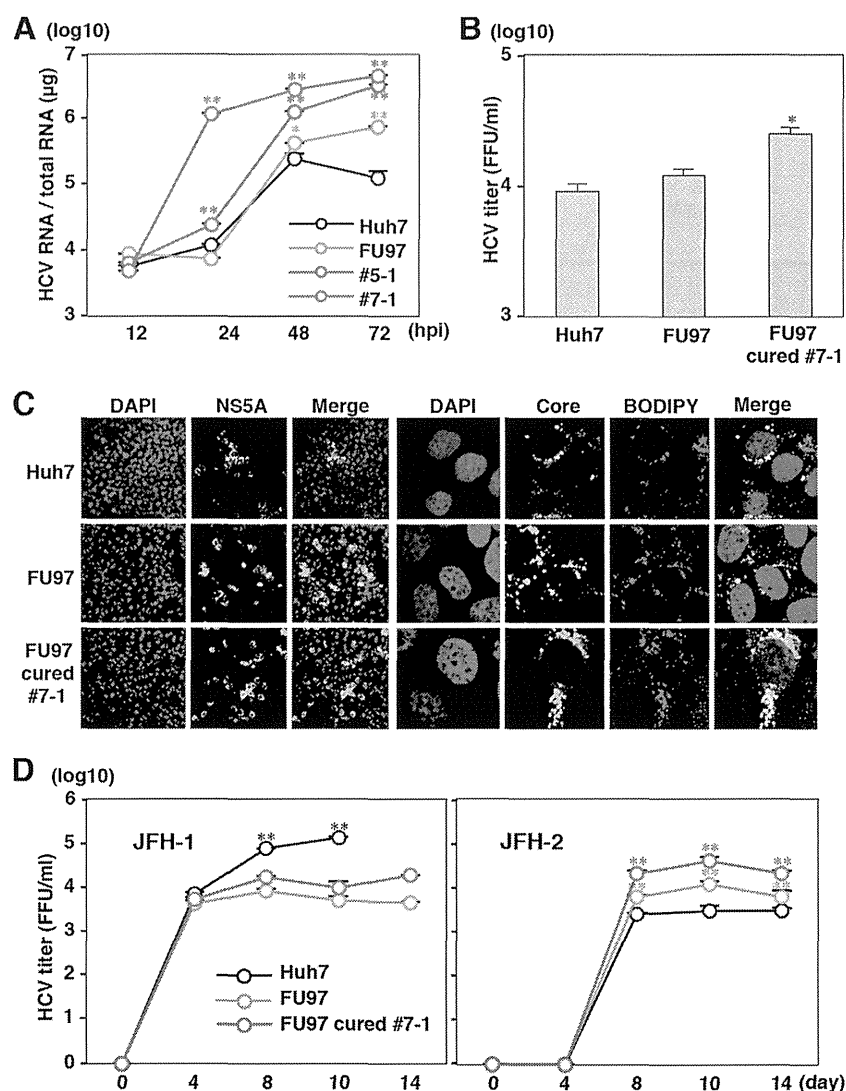 A (log10)
7
6
5
4
3
HCV RNA / total RNA (μg)
** ** **
** **
** * **
Huh7
FU97
#5-1
#7-1
12 24 48 72 (hpi)
B (log10)
5
4
3
HCV titer (FFU/ml)
*
Huh7 FU97 FU97
cured #7-1
C
DAPI NS5A Merge DAPI Core BODIPY Merge
Huh7
FU97
FU97
cured
#7-1
D (log10)
6
5
4
3
2
1
0
HCV titer (FFU/ml)
JFH-1
** **
Huh7
FU97
FU97 cured #7-1
0 4 8 10 14
JFH-2
** ** **
** ** **
0 4 8 10 14 (day)